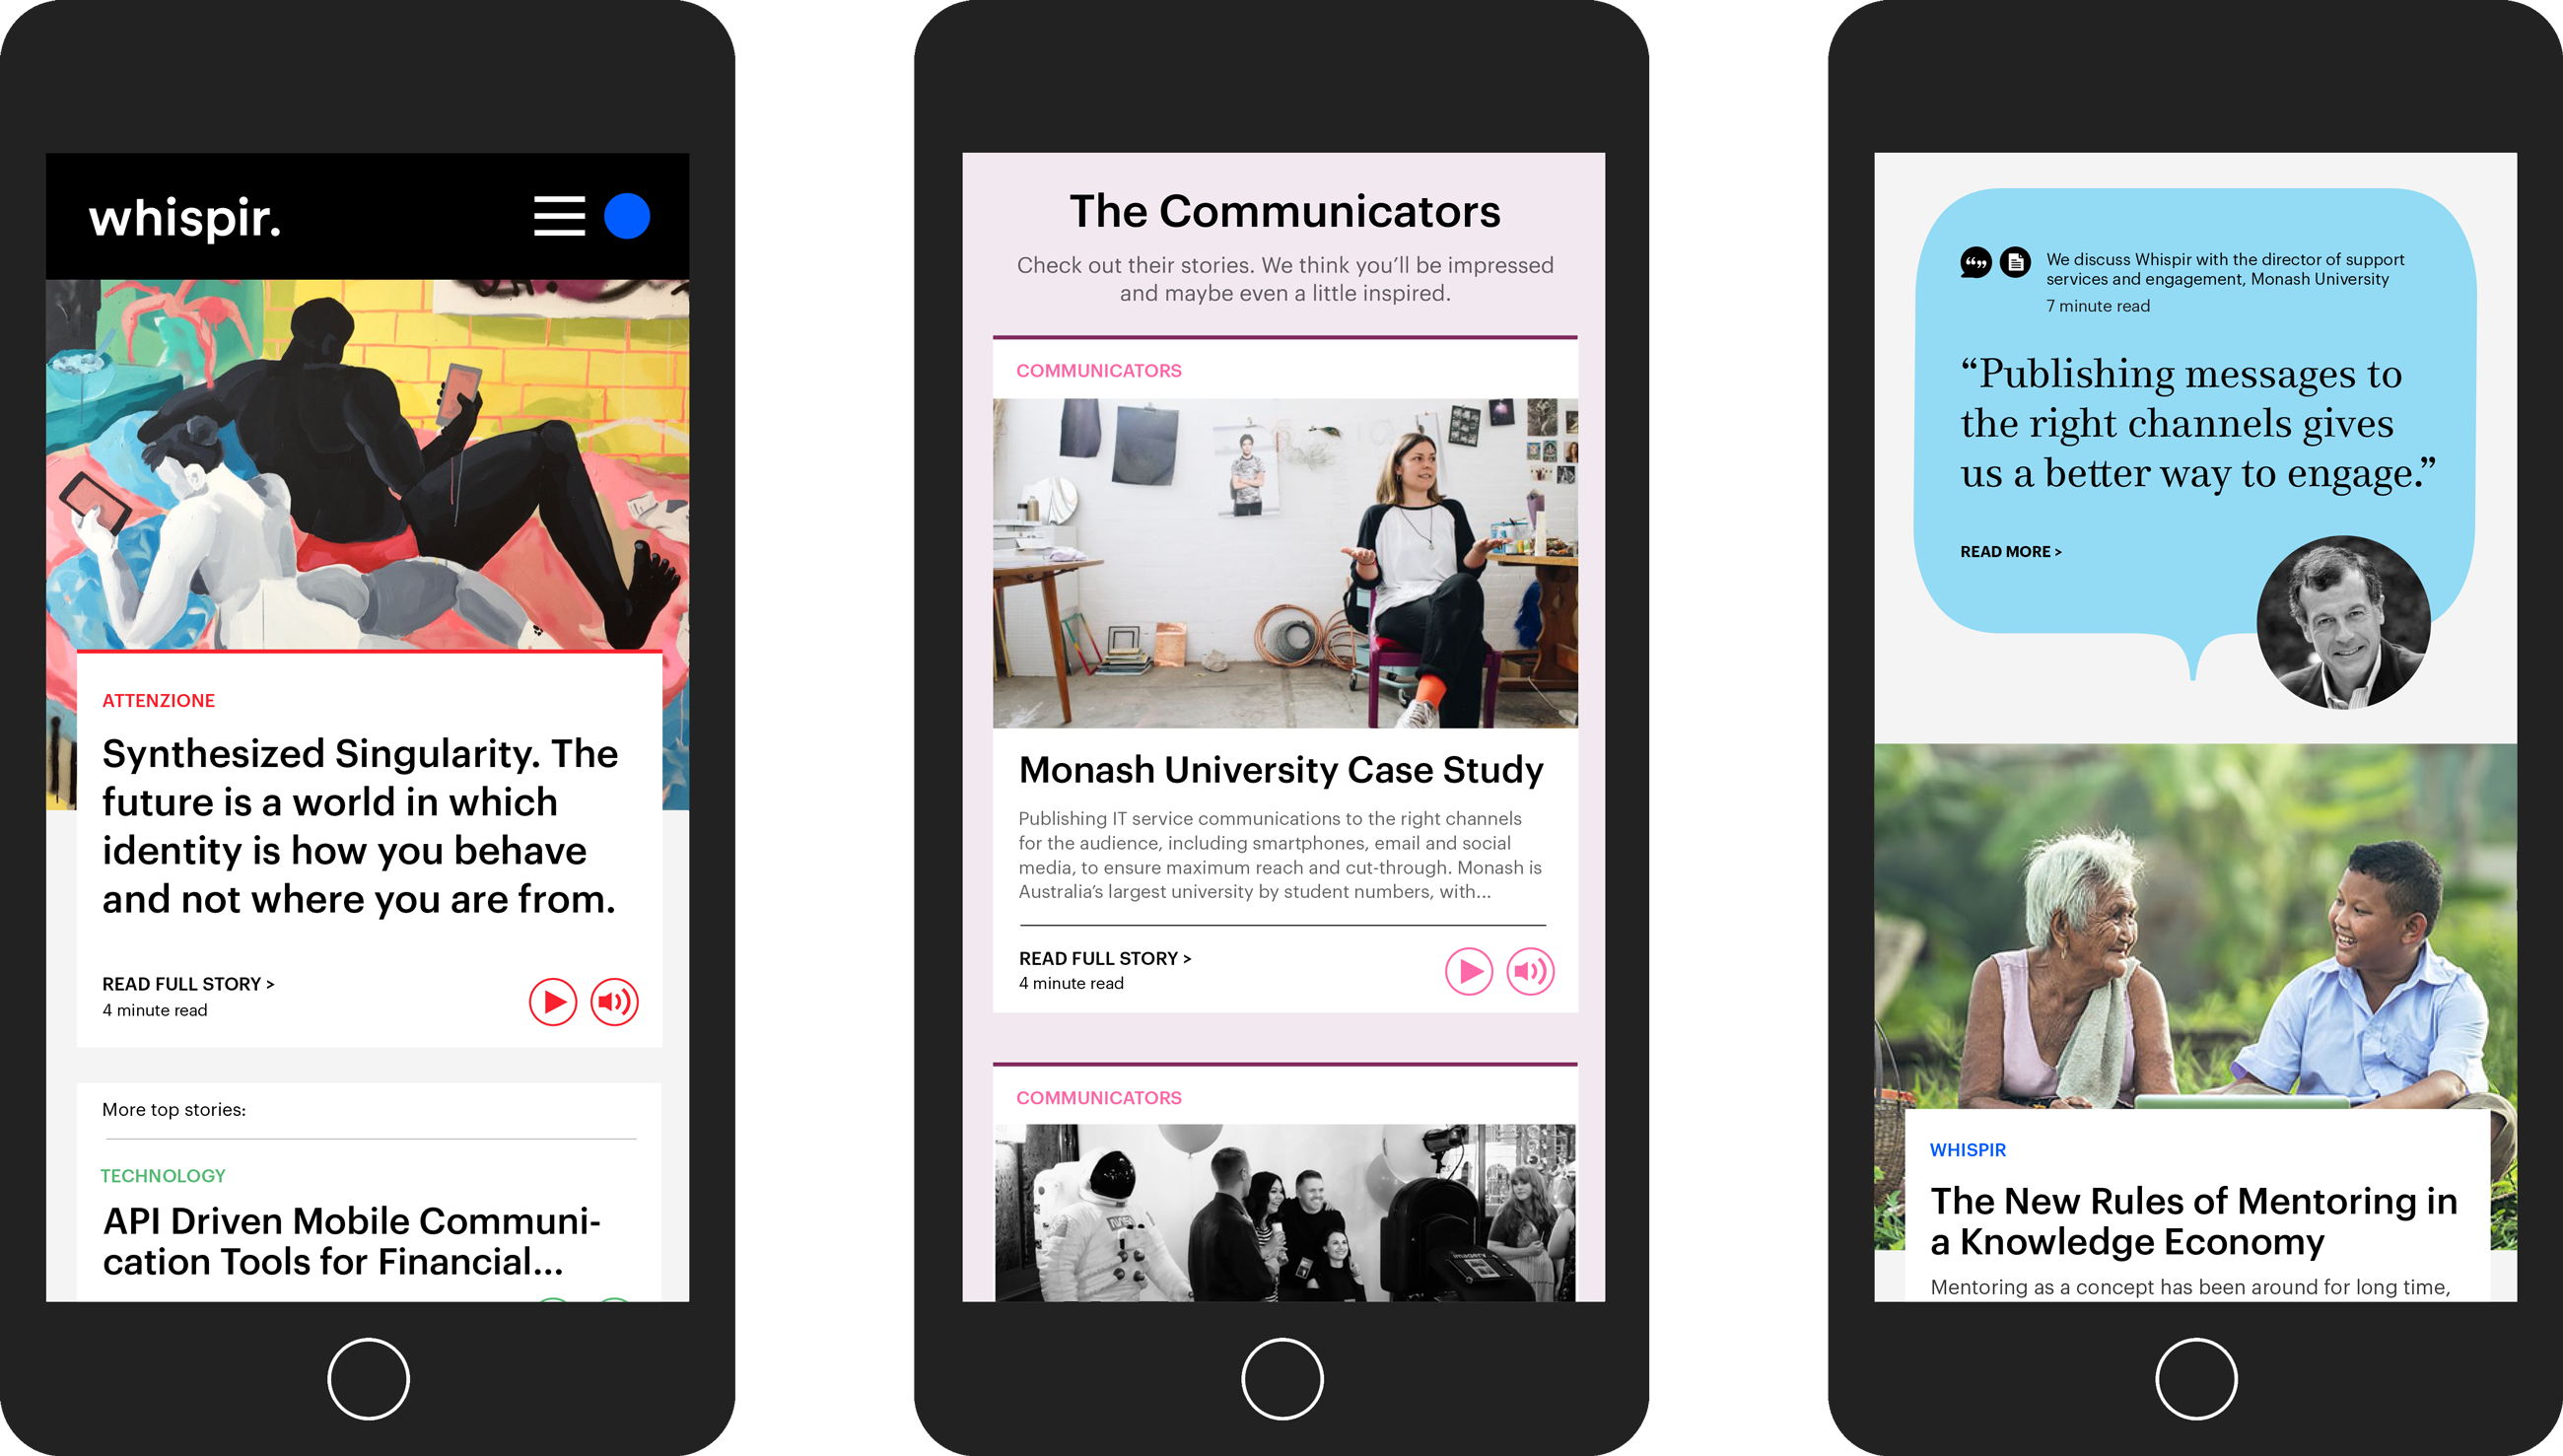 whispir.
ATTENZIONE
Synthesized Singularity. The
future is a world in which
identity is how you behave
and not where you are from.
READ FULL STORY >
4 minute read
More top stories:
TECHNOLOGY
API Driven Mobile Communi-
cation Tools for Financial...
The Communicators
Check out their stories. We think you’ll be impressed
and maybe even a little inspired.
COMMUNICATORS
Monash University Case Study
Publishing IT service communications to the right channels
for the audience, including smartphones, email and social
media, to ensure maximum reach and cut-through. Monash is
Australia’s largest university by student numbers, with...
READ FULL STORY >
4 minute read
COMMUNICATORS
NASA
imagery
We discuss Whispir with the director of support
services and engagement, Monash University
7 minute read
“Publishing messages to
the right channels gives
us a better way to engage.”
READ MORE >
WHISPIR
The New Rules of Mentoring in
a Knowledge Economy
Mentoring as a concept has been around for long time,